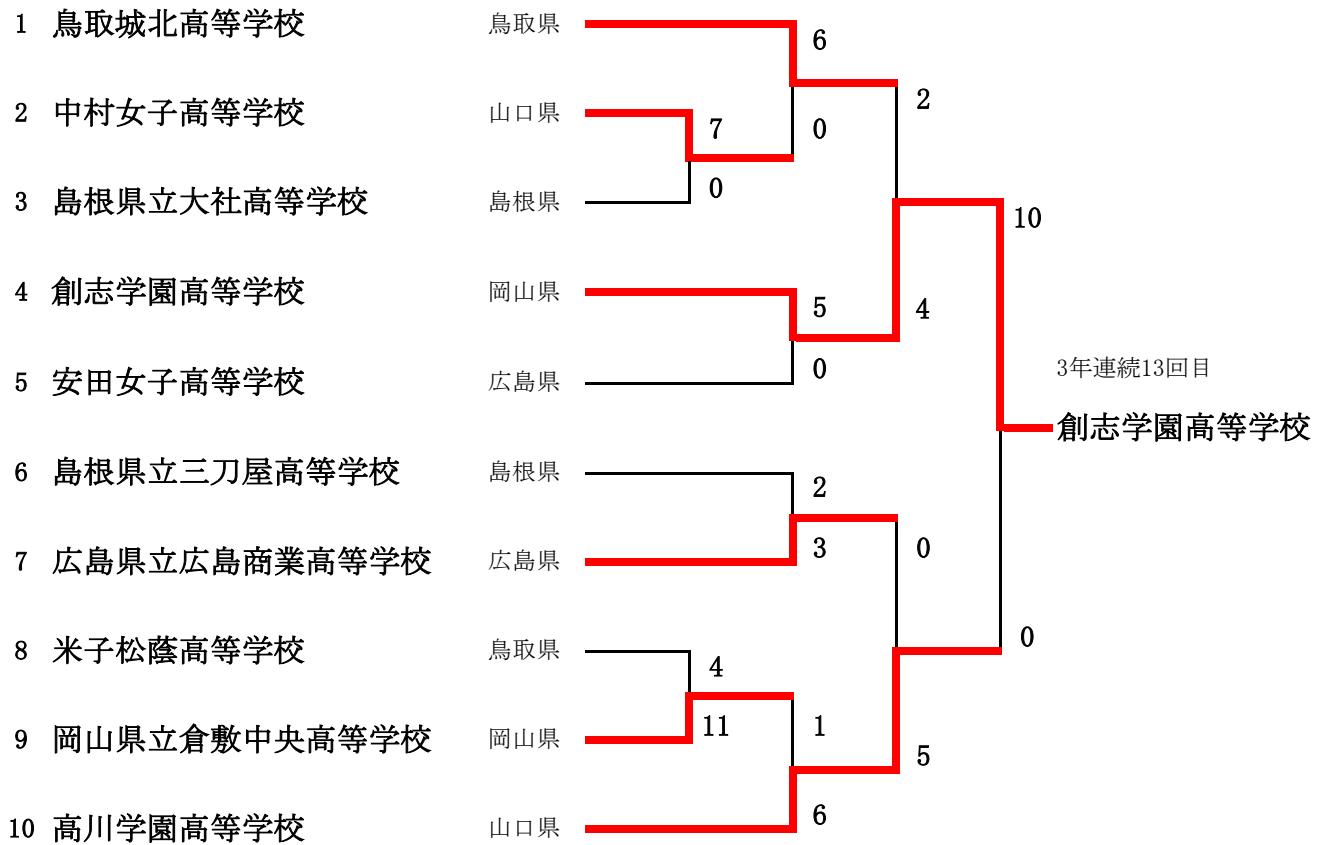 1 鳥取城北高等学校 鳥取県
6
2
2 中村女子高等学校 山口県
7
0
0
3 島根県立大社高等学校 島根県
10
4 創志学園高等学校 岡山県
5
4
0
3年連続13回目
5 安田女子高等学校 広島県
創志学園高等学校
6 島根県立三刀屋高等学校 島根県
2
3
0
7 広島県立広島商業高等学校 広島県
0
8 米子松蔭高等学校 鳥取県
4
11
1
9 岡山県立倉敷中央高等学校 岡山県
5
6
10 高川学園高等学校 山口県